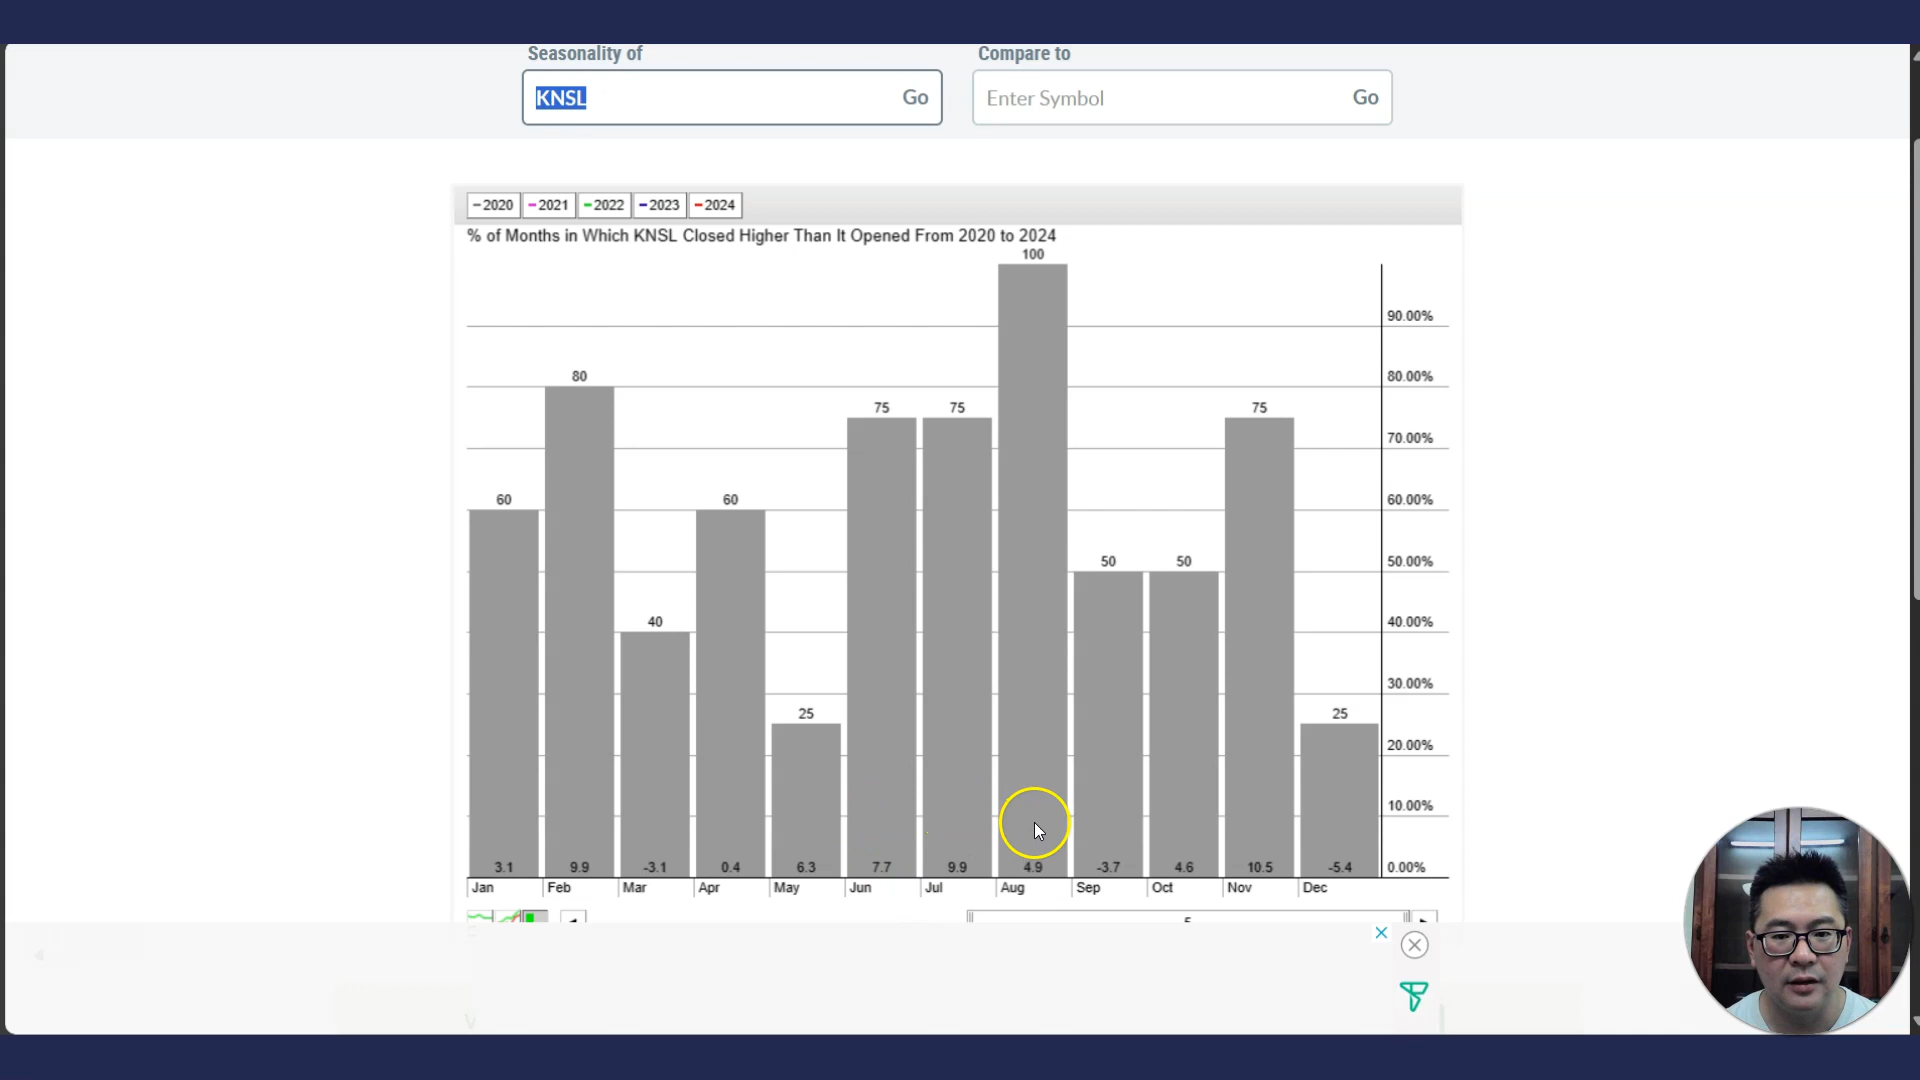 Seasonality of
Compare to
KNSL
Go
Enter Symbol
Go
2020
2021
2022
2023
2024
% of Months in Which KNSL Closed Higher Than It Opened From 2020 to 2024
100
90.00%
80
80.00%
75
75
75
70.00%
60
60
60.00%
50
50
50.00%
40
40.00%
30.00%
25
25
20.00%
10.00%
3.1
9.9
-3.1
0.4
6.3
7.7
9.9
4.9
-3.7
4.6
10.5
-5.4
0.00%
Jan
Feb
Mar
Apr
May
Jun
Jul
Aug
Sep
Oct
Nov
Dec